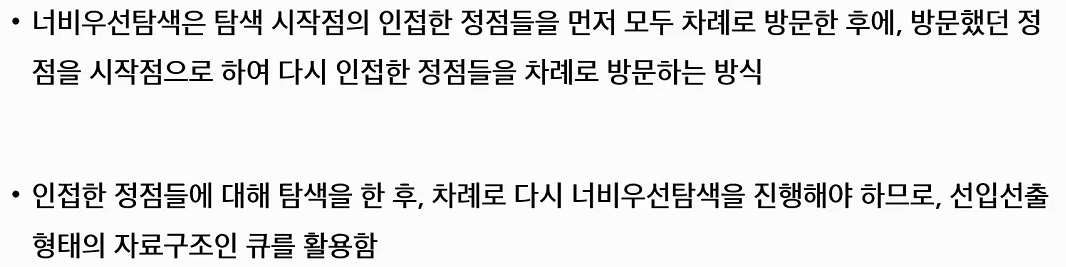 • 너비우선탐색은 탐색 시작점의 인접한 정점들을 먼저 모두 차례로 방문한 후에, 방문했던 정
점을 시작점으로 하여 다시 인접한 정점들을 차례로 방문하는 방식
• 인접한 정점들에 대해 탐색을 한 후, 차례로 다시 너비우선탐색을 진행해야 하므로, 선입선출
형태의 자료구조인 큐를 활용함